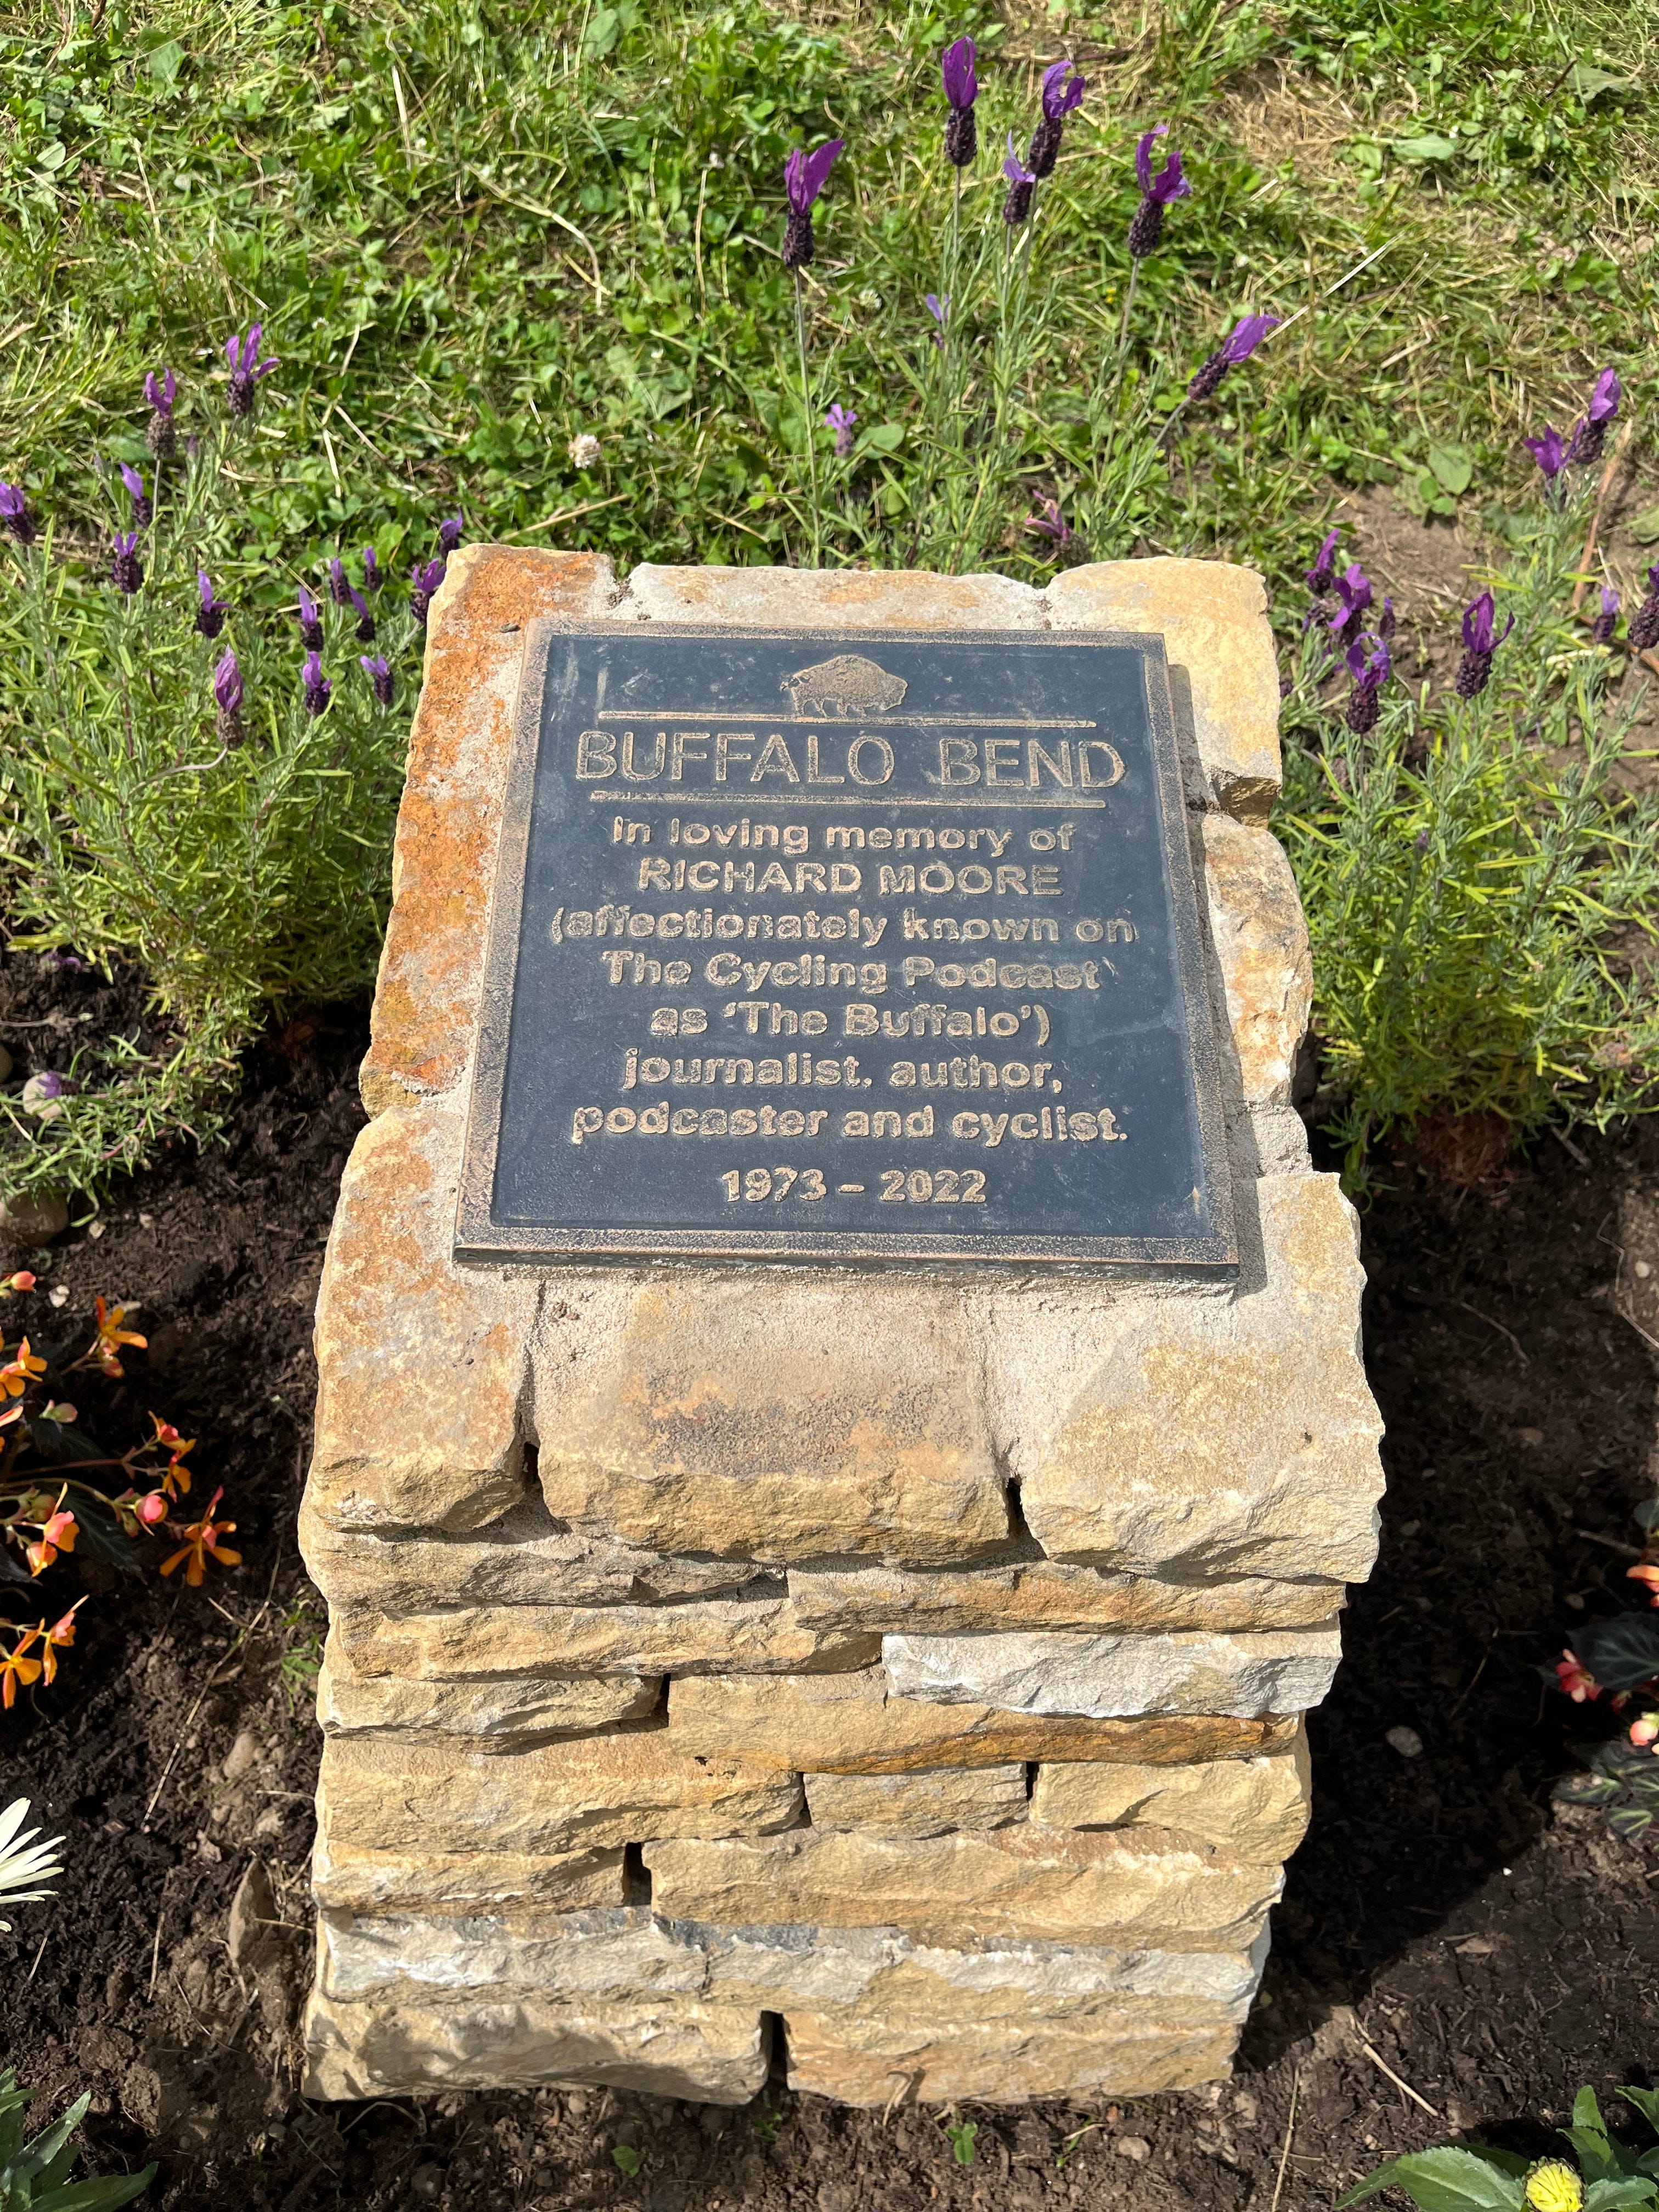 BUFFALO BEND
In loving memory of
RICHARD MOORE
(affectionately known on
The Cycling Podcast
as ‘The Buffalo’)
journalist, author,
podcaster and cyclist.
1973 – 2022